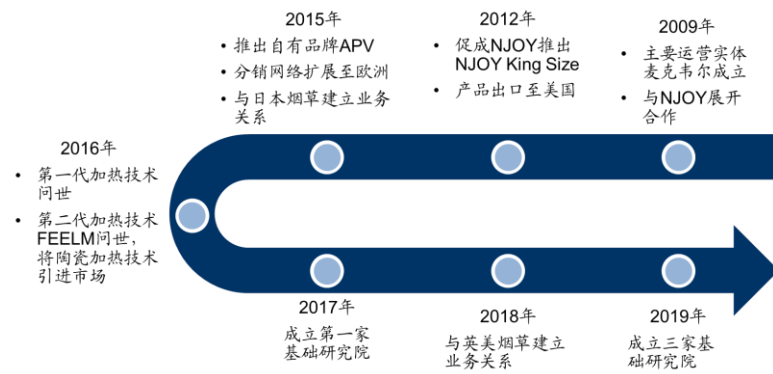 2015年
• 推出自有品牌APV
• 分销网络扩展至欧洲
• 与日本烟草建立业务
关系
2012年
• 促成NJOY推出
NJOY King Size
• 产品出口至美国
2009年
• 主要运营实体
麦克韦尔成立
• 与NJOY展开
合作
2016年
• 第一代加热技术
问世
• 第二代加热技术
FEELM问世，
将陶瓷加热技术
引进市场
2017年
成立第一家
基础研究院
2018年
与英美烟草建立
业务关系
2019年
成立三家基
础研究院